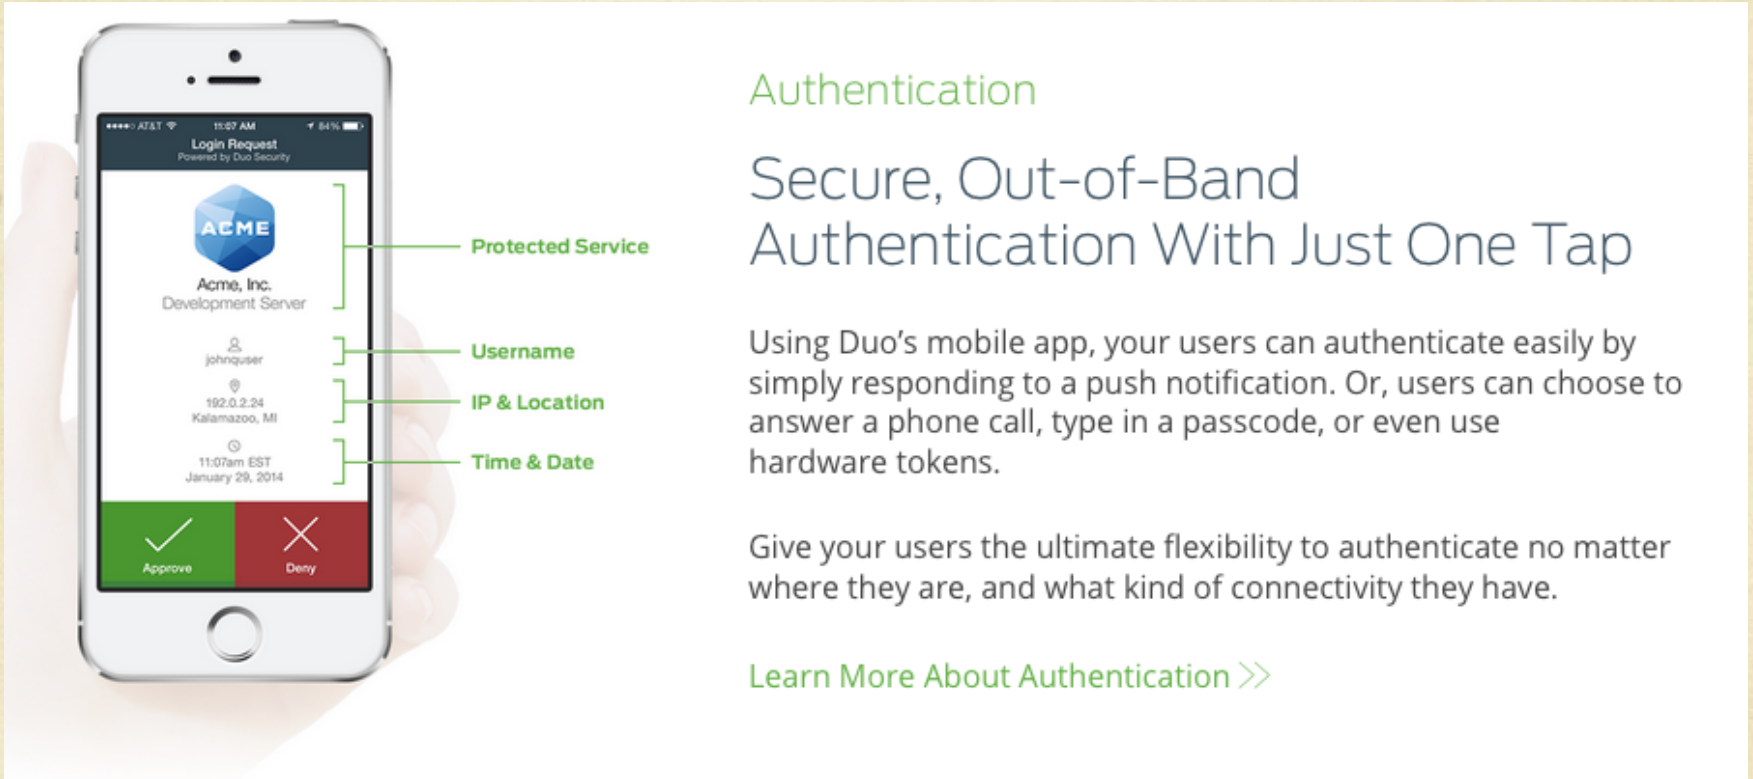 AT&T 11:07 AM 84%
Login Request
Powered by Duo Security
ACME
Acme, Inc.
Development Server
johnquser
192.0.2.24
Kalamazoo, MI
11:07am EST
January 29, 2014
Approve Deny
Protected Service
Username
IP & Location
Time & Date
Authentication
Secure, Out-of-Band
Authentication With Just One Tap
Using Duo’s mobile app, your users can authenticate easily by
simply responding to a push notification. Or, users can choose to
answer a phone call, type in a passcode, or even use
hardware tokens.
Give your users the ultimate flexibility to authenticate no matter
where they are, and what kind of connectivity they have.
Learn More About Authentication